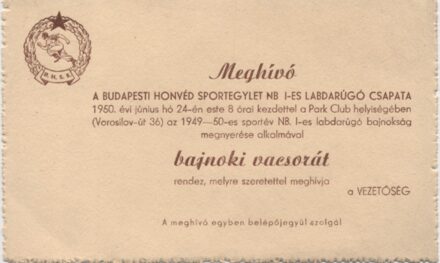 B. H. S. E.
Meghívó
A BUDAPESTI HONVÉD SPORTEGYLET NB I-ES LABDARÚGÓ CSAPATA
1950. évi június hó 24-én este 8 órai kezdettel a Park Club helyiségében
(Vorosilov-út 36) az 1949—50-es sportév NB. I-es labdarúgó bajnokság
megnyerése alkalmával
bajnoki vacsorát
rendez, melyre szeretettel meghívja
a VEZETŐSÉG
A meghívó egyben belépőjegyül szolgál